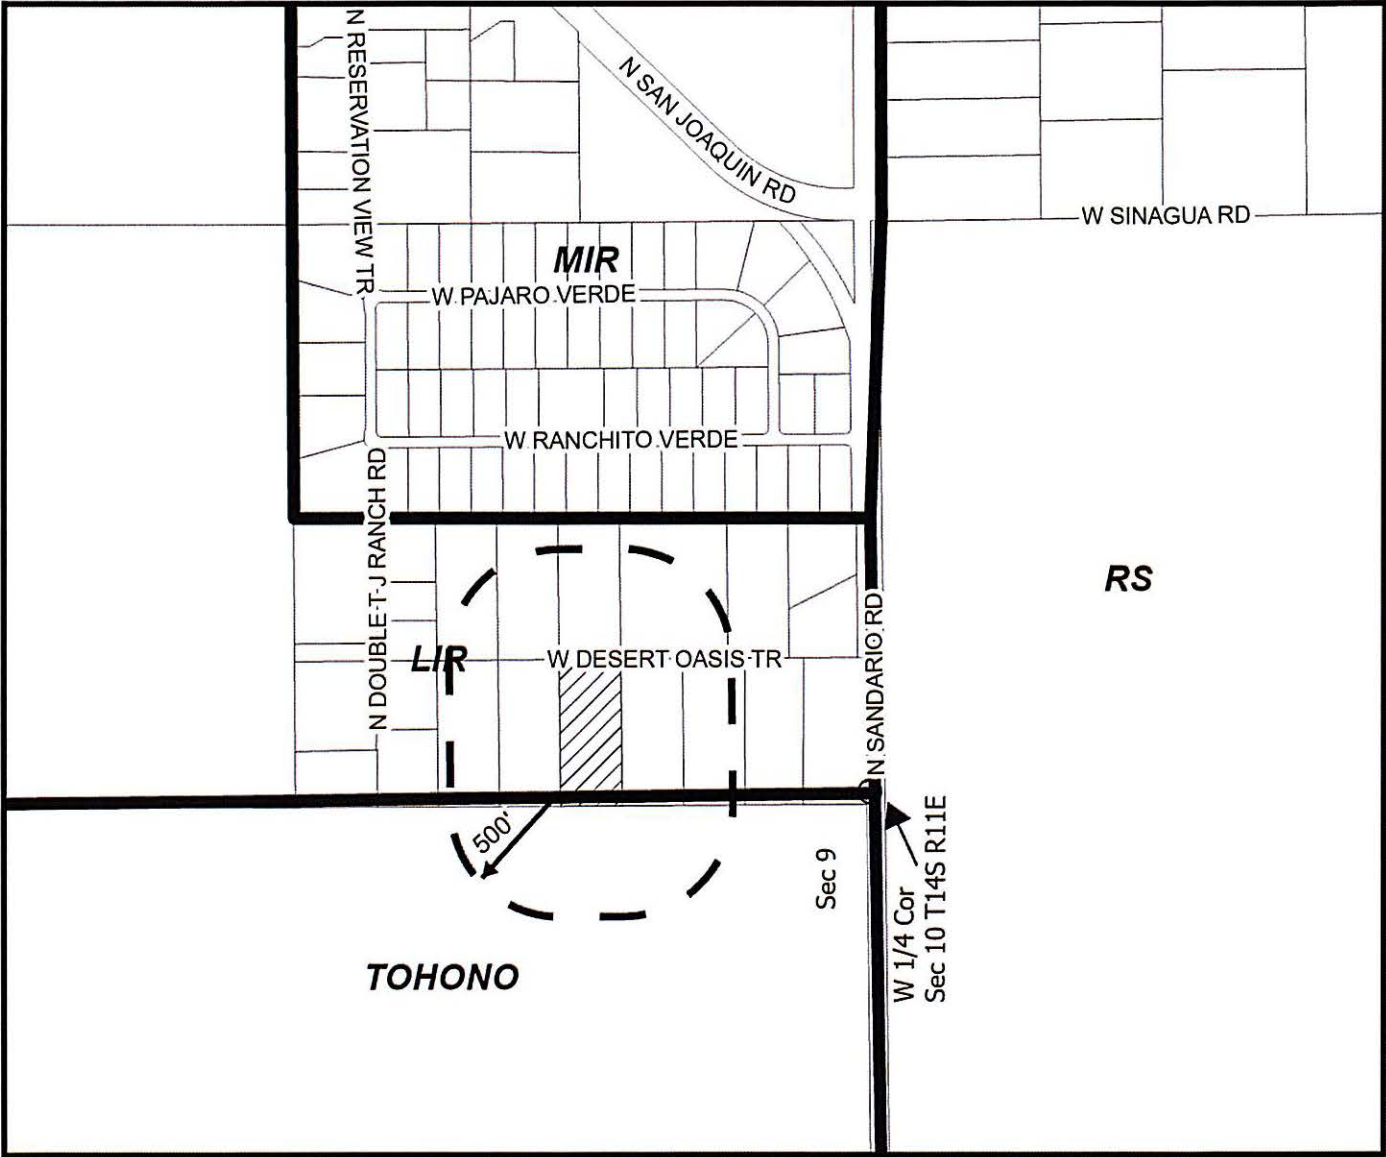 N RESERVATION VIEW TR
N SAN JOAQUIN RD
W SINAGUA RD
MIR
W PAJARO VERDE
W RANCHITO VERDE
N DOUBLE T-J RANCH RD
RS
LIR
W DESERT OASIS TR
N SANDARIO RD
500'
Sec 9
W 1/4 Cor
Sec 10 T14S R11E
TOHONO